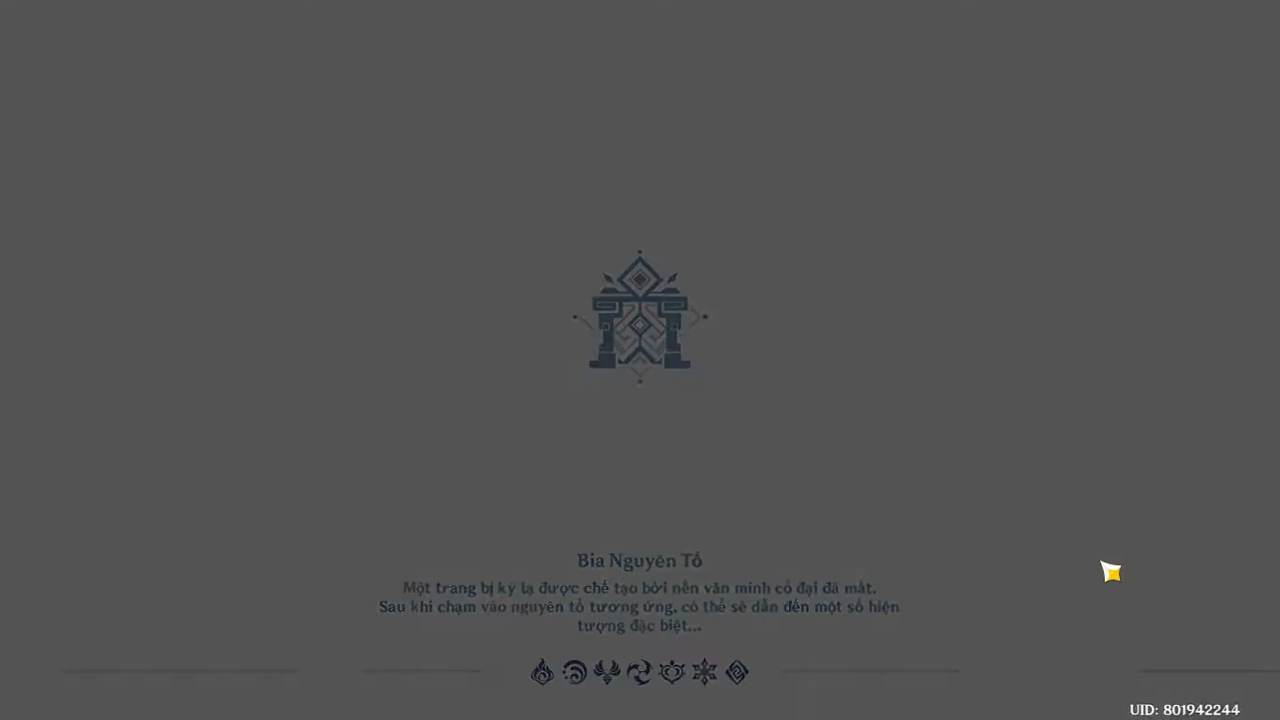 Bia Nguyên Tố
Một trang bị kỳ lạ được chế tạo bởi nền văn minh cổ đại đã mất.
Sau khi chạm vào nguyên tố tương ứng, có thể sẽ dẫn đến một số hiện
tượng đặc biệt...
UID: 801942244